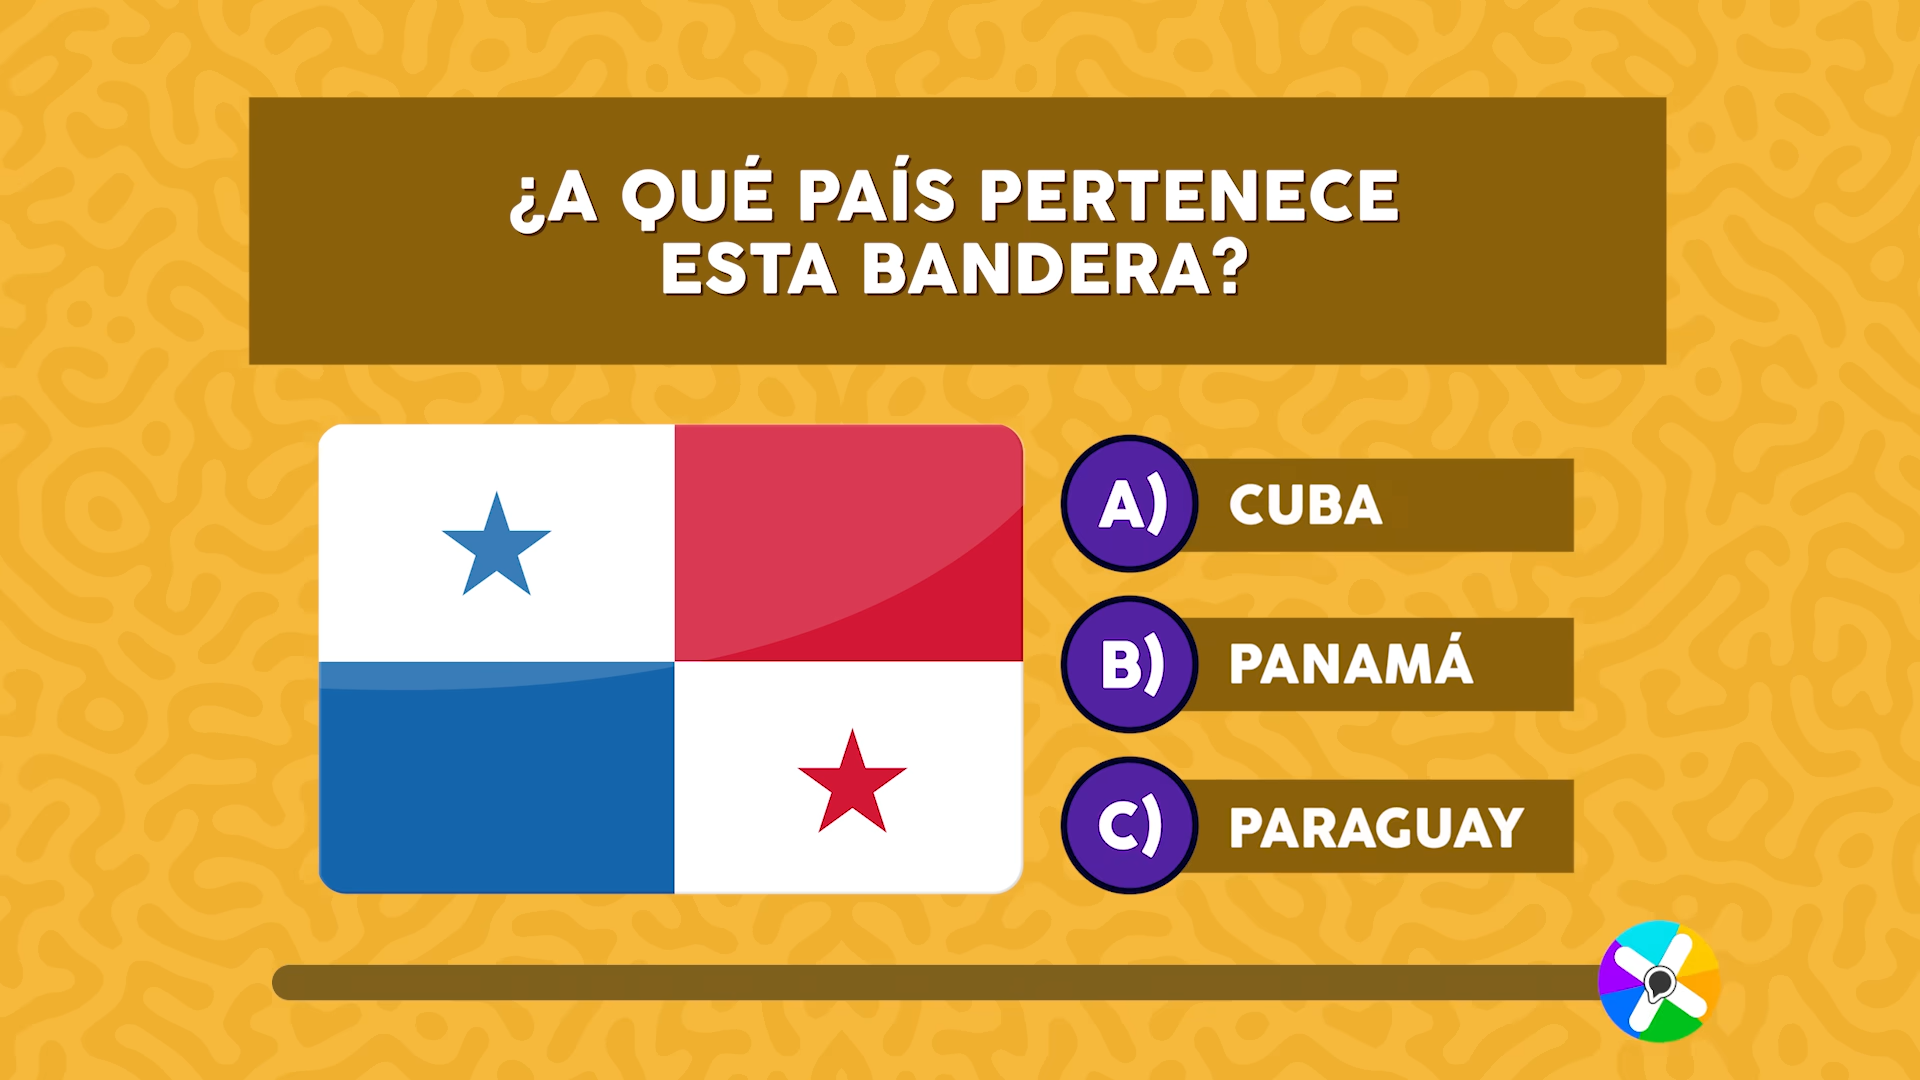 ¿A QUÉ PAÍS PERTENECE
ESTA BANDERA?
A) CUBA
B) PANAMÁ
C) PARAGUAY